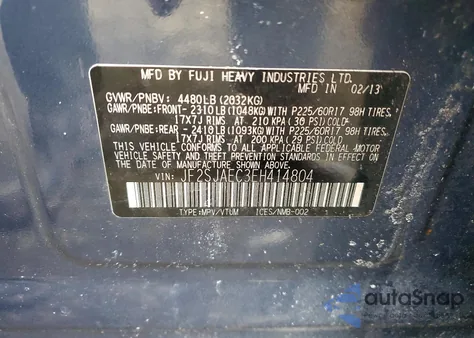 MFD BY FUJI HEAVY INDUSTRIES LTD.
MFD IN 02/13
GVWR/PNBV: 4480LB(2032KG)
GAWR/PNBE:FRONT-2310LB(1048KG)WITH P225/60R17 98H TIRES,
17X7J RIMS AT 210 KPA(30 PSI)COLD-
GAWR/PNBE:REAR -2410LB(1093KG)WITH P225/60R17 98H TIRES,
17X7J RIMS AT 200 KPA(29 PSI)COLD-
THIS VEHICLE CONFORMS TO ALL APPLICABLE FEDERAL MOTOR
VEHICLE SAFETY AND THEFT PREVENTION STANDARDS IN EFFECT ON
THE DATE OF MANUFACTURE SHOWN ABOVE.
VIN: JF2SJAEC3EH414804
TYPE:MPV/VTUM ICES/NMB-002
autoSnap
by Carsfast